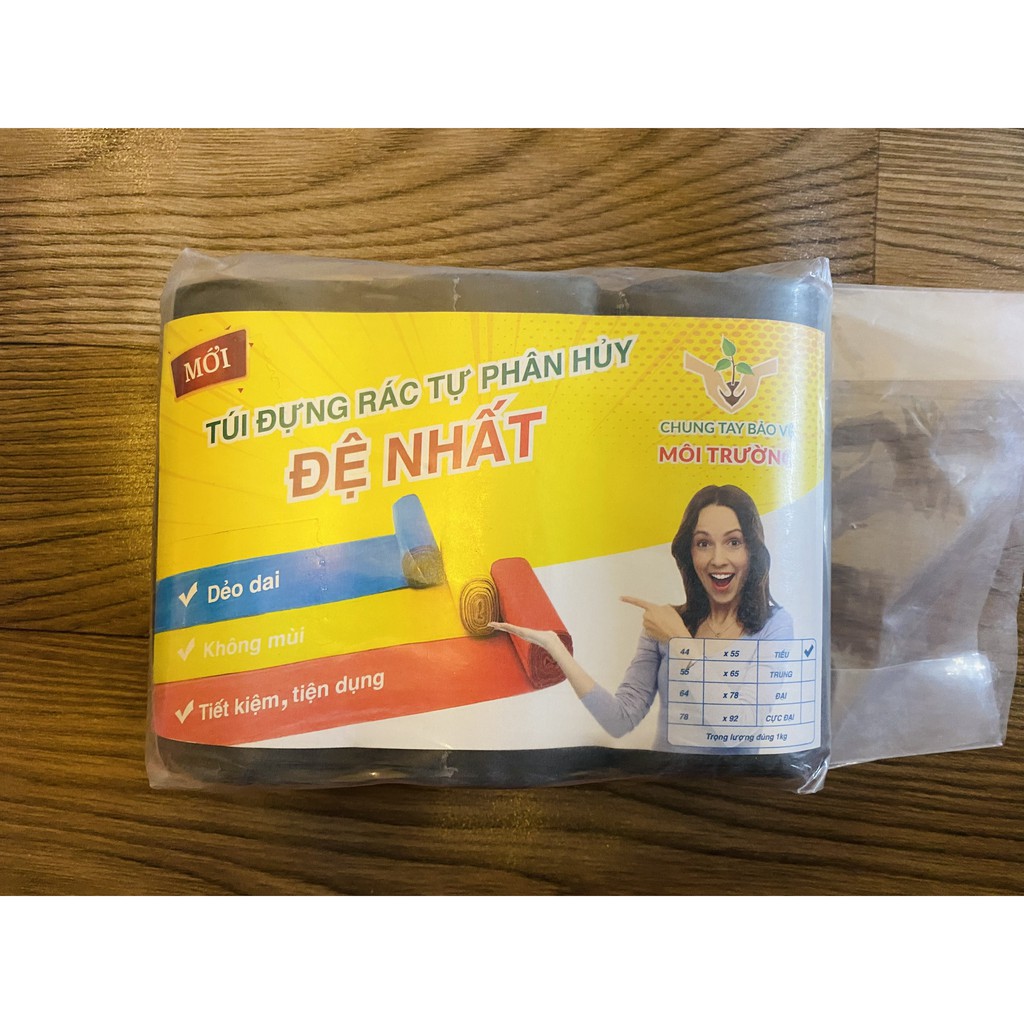 MỚI
TÚI ĐỰNG RÁC TỰ PHÂN HỦY
ĐỆ NHẤT
CHUNG TAY BẢO VỆ
MÔI TRƯỜNG
Dẻo dai
Không mùi
Tiết kiệm, tiện dụng
44 x 55 TIỂU
55 x 65 TRUNG
64 x 78 ĐẠI
78 x 92 CỰC ĐẠI
Trọng lượng đúng 1kg